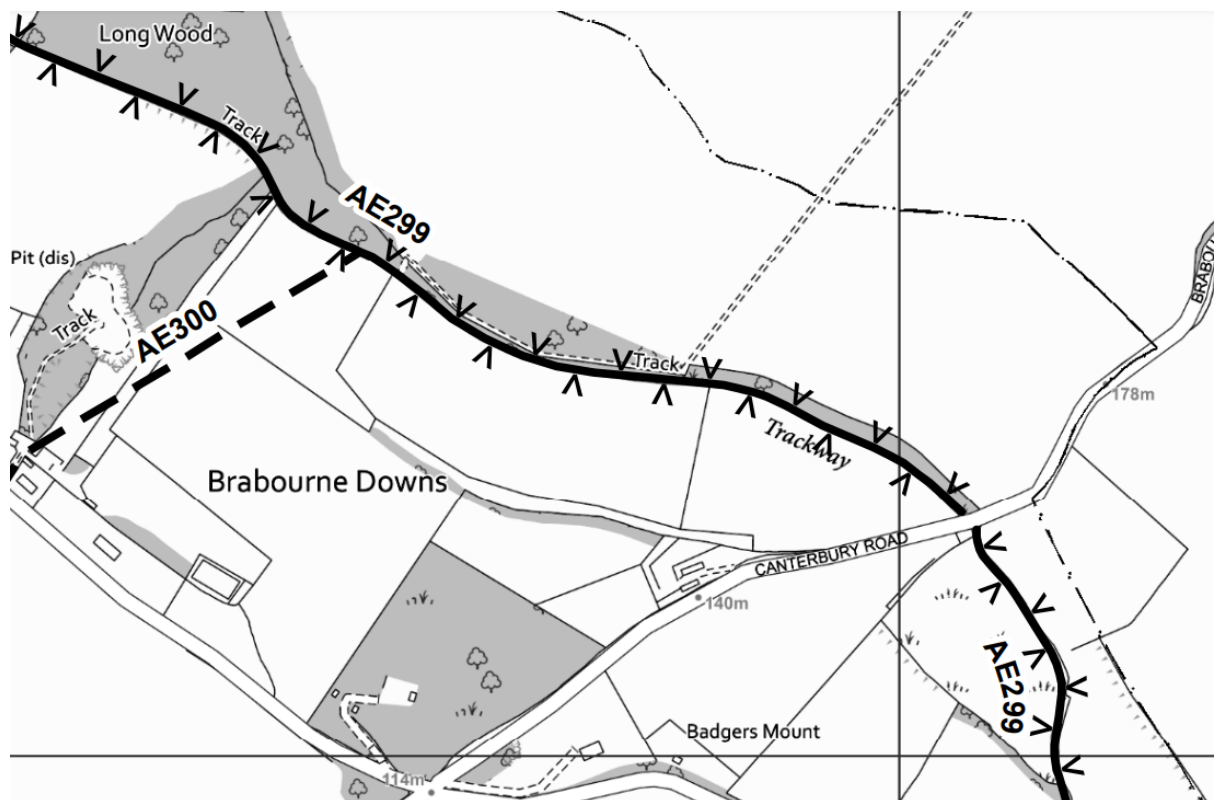 Long Wood
Track
AE299
Pit (dis)
Track
AE300
Track
178m
Trackway
Brabourne Downs
CANTERBURY ROAD
140m
AE299
Badgers Mount
114m